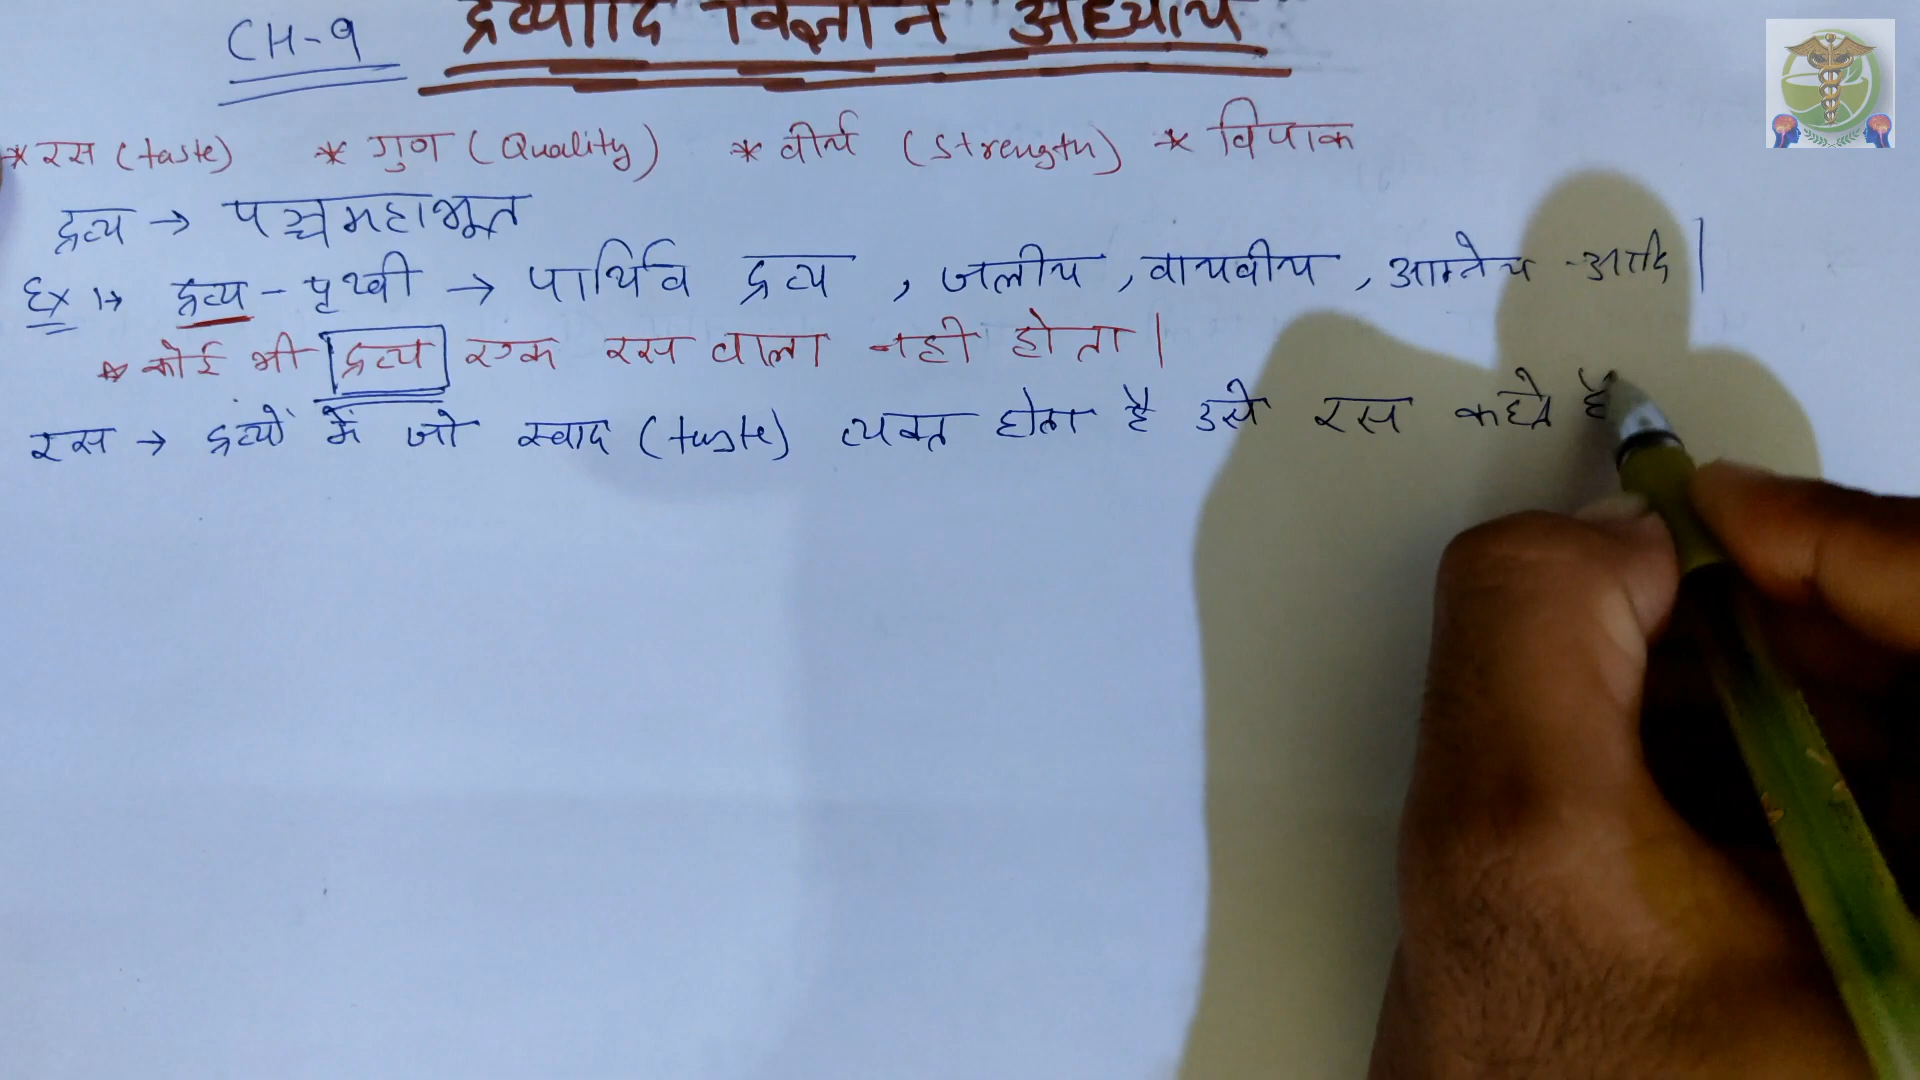 CH-9 द्रव्यादि विज्ञान अध्याय
* रस (taste) * गुण (Quality) * वीर्य (Strength) * विपाक
द्रव्य → पञ्चमहाभूत
Ex 1→ द्रव्य - पृथ्वी → पार्थिव द्रव्य , जलीय , वायवीय , आग्नेय आदि |
* कोई भी द्रव्य एक रस वाला नही होता |
रस → द्रव्यों में जो स्वाद (taste) व्यक्त होता है उसे रस कहते है